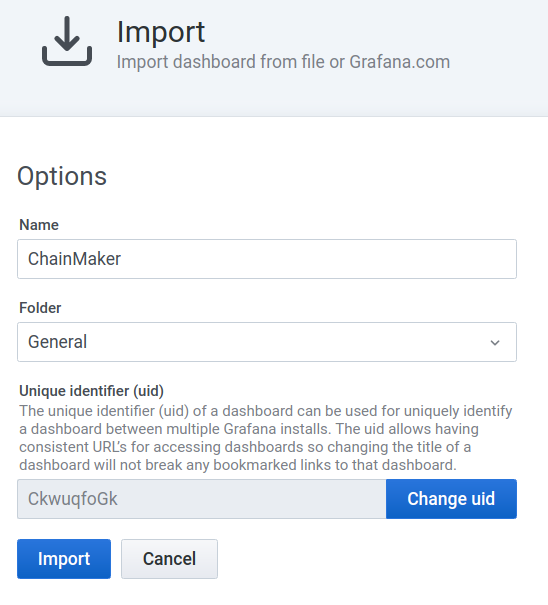 Import
Import dashboard from file or Grafana.com
Options
Name
ChainMaker
Folder
General
Unique identifier (uid)
The unique identifier (uid) of a dashboard can be used for uniquely identify
a dashboard between multiple Grafana installs. The uid allows having
consistent URL's for accessing dashboards so changing the title of a
dashboard will not break any bookmarked links to that dashboard.
CkwuqfoGk
Change uid
Import
Cancel